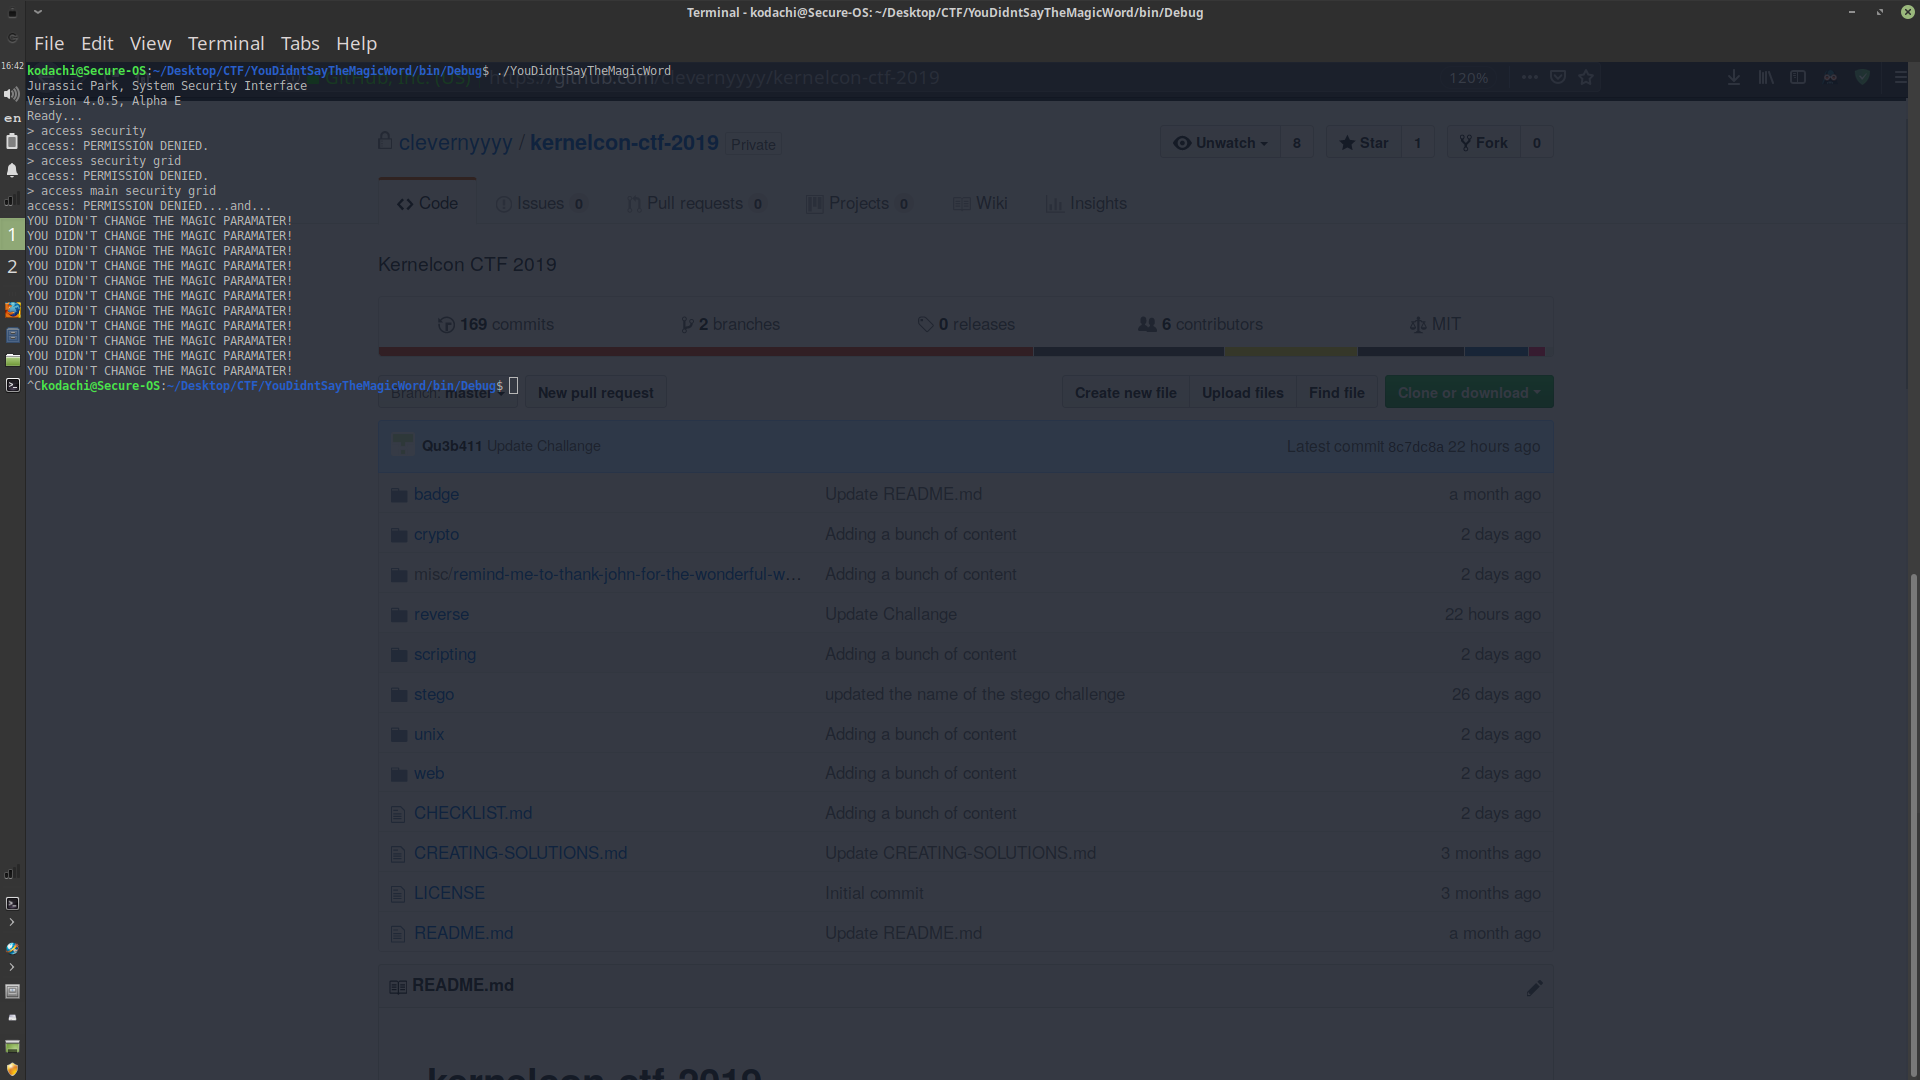 Terminal - kodachi@Secure-OS: ~/Desktop/CTF/YouDidntSayTheMagicWord/bin/Debug
File Edit View Terminal Tabs Help
16:42
en
1
2
kodachi@Secure-OS:~/Desktop/CTF/YouDidntSayTheMagicWord/bin/Debug$ ./YouDidntSayTheMagicWord
Jurassic Park, System Security Interface
Version 4.0.5, Alpha E
Ready...
> access security
access: PERMISSION DENIED.
> access security grid
access: PERMISSION DENIED.
> access main security grid
access: PERMISSION DENIED....and...
YOU DIDN'T CHANGE THE MAGIC PARAMATER!
YOU DIDN'T CHANGE THE MAGIC PARAMATER!
YOU DIDN'T CHANGE THE MAGIC PARAMATER!
YOU DIDN'T CHANGE THE MAGIC PARAMATER!
YOU DIDN'T CHANGE THE MAGIC PARAMATER!
YOU DIDN'T CHANGE THE MAGIC PARAMATER!
YOU DIDN'T CHANGE THE MAGIC PARAMATER!
YOU DIDN'T CHANGE THE MAGIC PARAMATER!
YOU DIDN'T CHANGE THE MAGIC PARAMATER!
YOU DIDN'T CHANGE THE MAGIC PARAMATER!
YOU DIDN'T CHANGE THE MAGIC PARAMATER!
^Ckodachi@Secure-OS:~/Desktop/CTF/YouDidntSayTheMagicWord/bin/Debug$
GitHub, Inc. (US) https://github.com/clevernyyyy/kernelcon-ctf-2019 120%
clevernyyyy / kernelcon-ctf-2019 Private Unwatch 8 Star 1 Fork 0
Code Issues 0 Pull requests 0 Projects 0 Wiki Insights
Kernelcon CTF 2019
169 commits 2 branches 0 releases 6 contributors MIT
Branch: master New pull request Create new file Upload files Find file Clone or download
Qu3b411 Update Challange Latest commit 8c7dc8a 22 hours ago
badge Update README.md a month ago
crypto Adding a bunch of content 2 days ago
misc/remind-me-to-thank-john-for-the-wonderful-w... Adding a bunch of content 2 days ago
reverse Update Challange 22 hours ago
scripting Adding a bunch of content 2 days ago
stego updated the name of the stego challenge 26 days ago
unix Adding a bunch of content 2 days ago
web Adding a bunch of content 2 days ago
CHECKLIST.md Adding a bunch of content 2 days ago
CREATING-SOLUTIONS.md Update CREATING-SOLUTIONS.md 3 months ago
LICENSE Initial commit 3 months ago
README.md Update README.md a month ago
README.md
kernelcon-ctf-2019